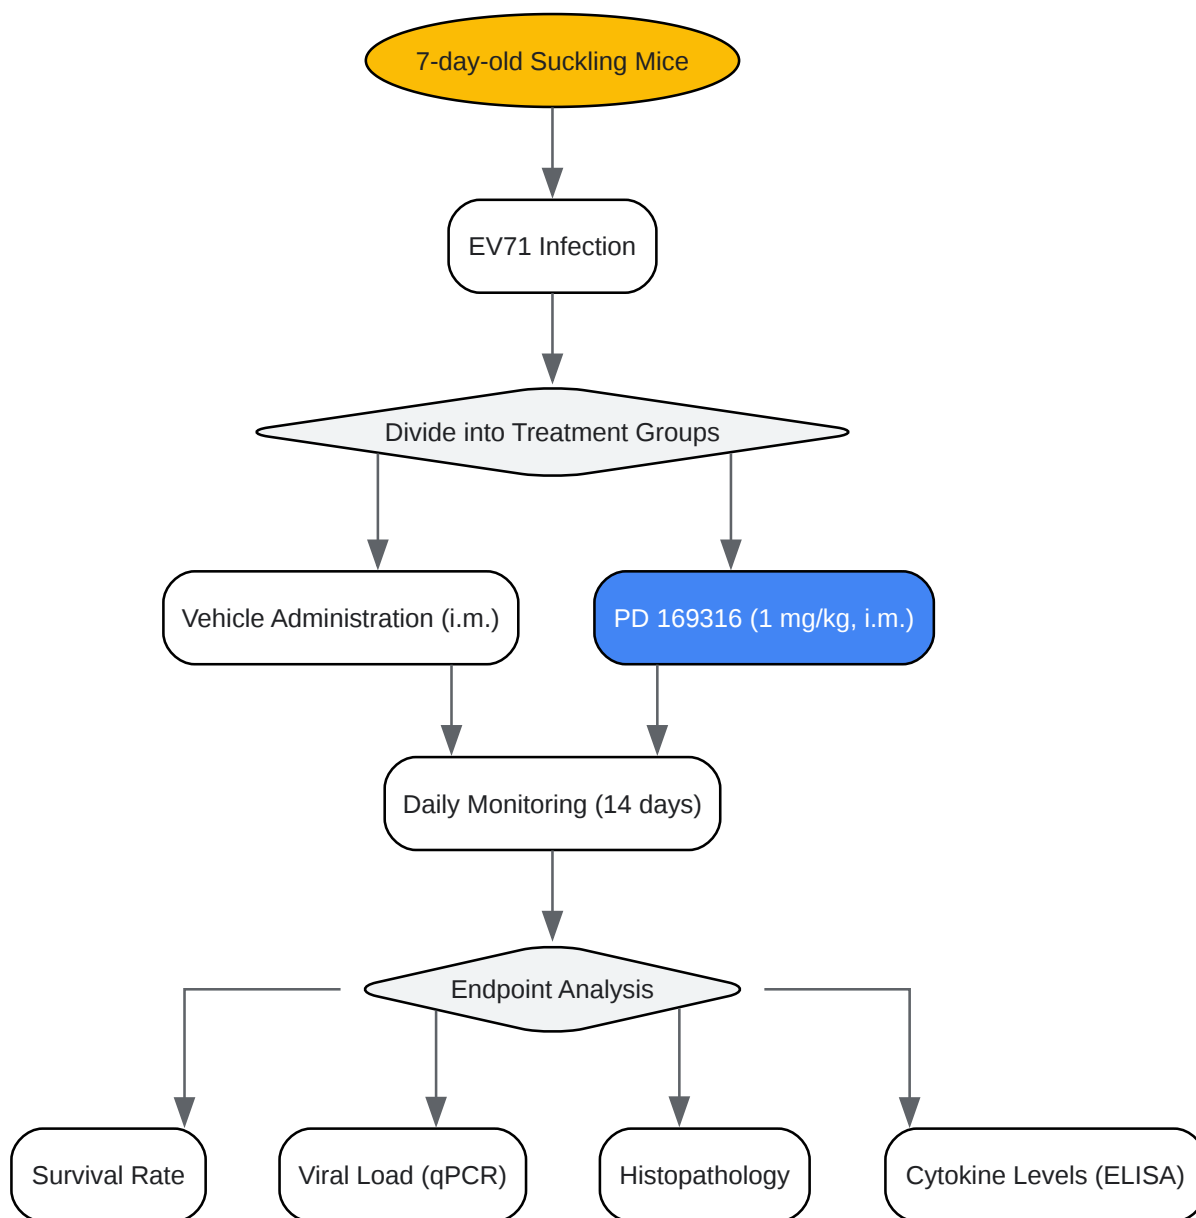 7-day-old Suckling Mice
EV71 Infection
Divide into Treatment Groups
Vehicle Administration (i.m.)
PD 169316 (1 mg/kg, i.m.)
Daily Monitoring (14 days)
Endpoint Analysis
Survival Rate
Viral Load (qPCR)
Histopathology
Cytokine Levels (ELISA)